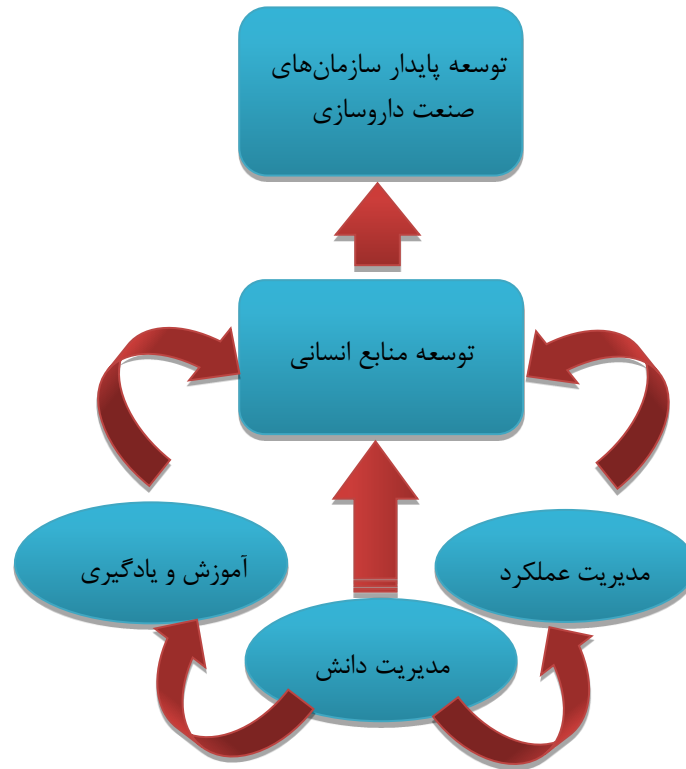 توسعه پایدار سازمان‌های
صنعت داروسازی
توسعه منابع انسانی
مدیریت عملکرد
آموزش و یادگیری
مدیریت دانش